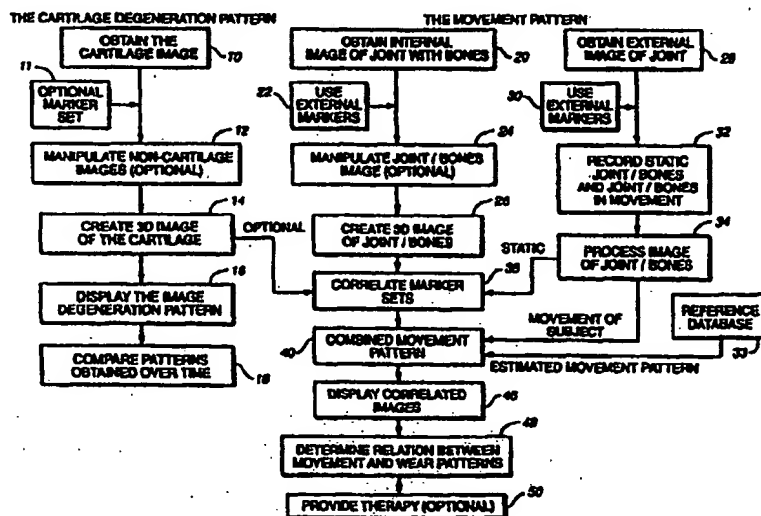 THE CARTILAGE DEGENERATION PATTERN
OBTAIN THE
CARTILAGE IMAGE
10
11
OPTIONAL
MARKER
SET
12
MANIPULATE NON-CARTILAGE
IMAGES (OPTIONAL)
14
CREATE 3D IMAGE
OF THE CARTILAGE
OPTIONAL
16
DISPLAY THE IMAGE
DEGENERATION PATTERN
COMPARE PATTERNS
OBTAINED OVER TIME
18
THE MOVEMENT PATTERN
OBTAIN INTERNAL
IMAGE OF JOINT WITH BONES
20
22
USE
EXTERNAL
MARKERS
24
MANIPULATE JOINT / BONES
IMAGE (OPTIONAL)
26
CREATE 3D IMAGE
OF JOINT / BONES
CORRELATE MARKER
SETS
36
40
COMBINED MOVEMENT
PATTERN
DISPLAY CORRELATED
IMAGES
46
48
DETERMINE RELATION BETWEEN
MOVEMENT AND WEAR PATTERNS
PROVIDE THERAPY (OPTIONAL)
50
OBTAIN EXTERNAL
IMAGE OF JOINT
28
30
USE
EXTERNAL
MARKERS
32
RECORD STATIC
JOINT / BONES
AND JOINT / BONES
IN MOVEMENT
34
STATIC
PROCESS IMAGE
OF JOINT / BONES
MOVEMENT OF
SUBJECT
REFERENCE
DATABASE
33
ESTIMATED MOVEMENT PATTERN